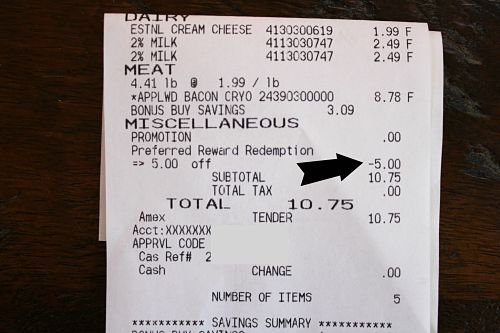 DAIRY
ESTNL CREAM CHEESE 4130300619 1.99 F
2% MILK 4113030747 2.49 F
2% MILK 4113030747 2.49 F
MEAT
4.41 lb @ 1.99 / lb
*APPLWD BACON CRYO 24390300000 8.78 F
BONUS BUY SAVINGS 3.09
MISCELLANEOUS
PROMOTION .00
Preferred Reward Redemption
=> 5.00 off -5.00
SUBTOTAL 10.75
TOTAL TAX .00
TOTAL 10.75
Amex TENDER 10.75
Acct:XXXXXXX
APPRVL CODE
Cas Ref# 2
Cash CHANGE .00
NUMBER OF ITEMS 5
*********** SAVINGS SUMMARY ***********
BONUS BUY SAVINGS